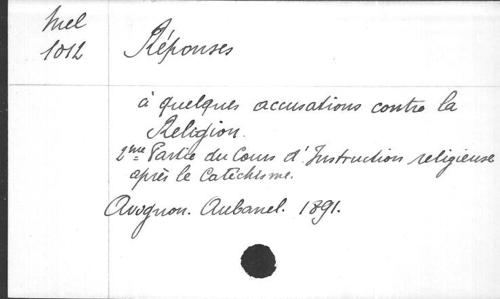 Mel
1012
Réponses
à quelques accusations contre la
Religion.
2me Partie du Cours d'Instruction religieuse
après le Catéchisme.
Avignon. Aubanel. 1891.